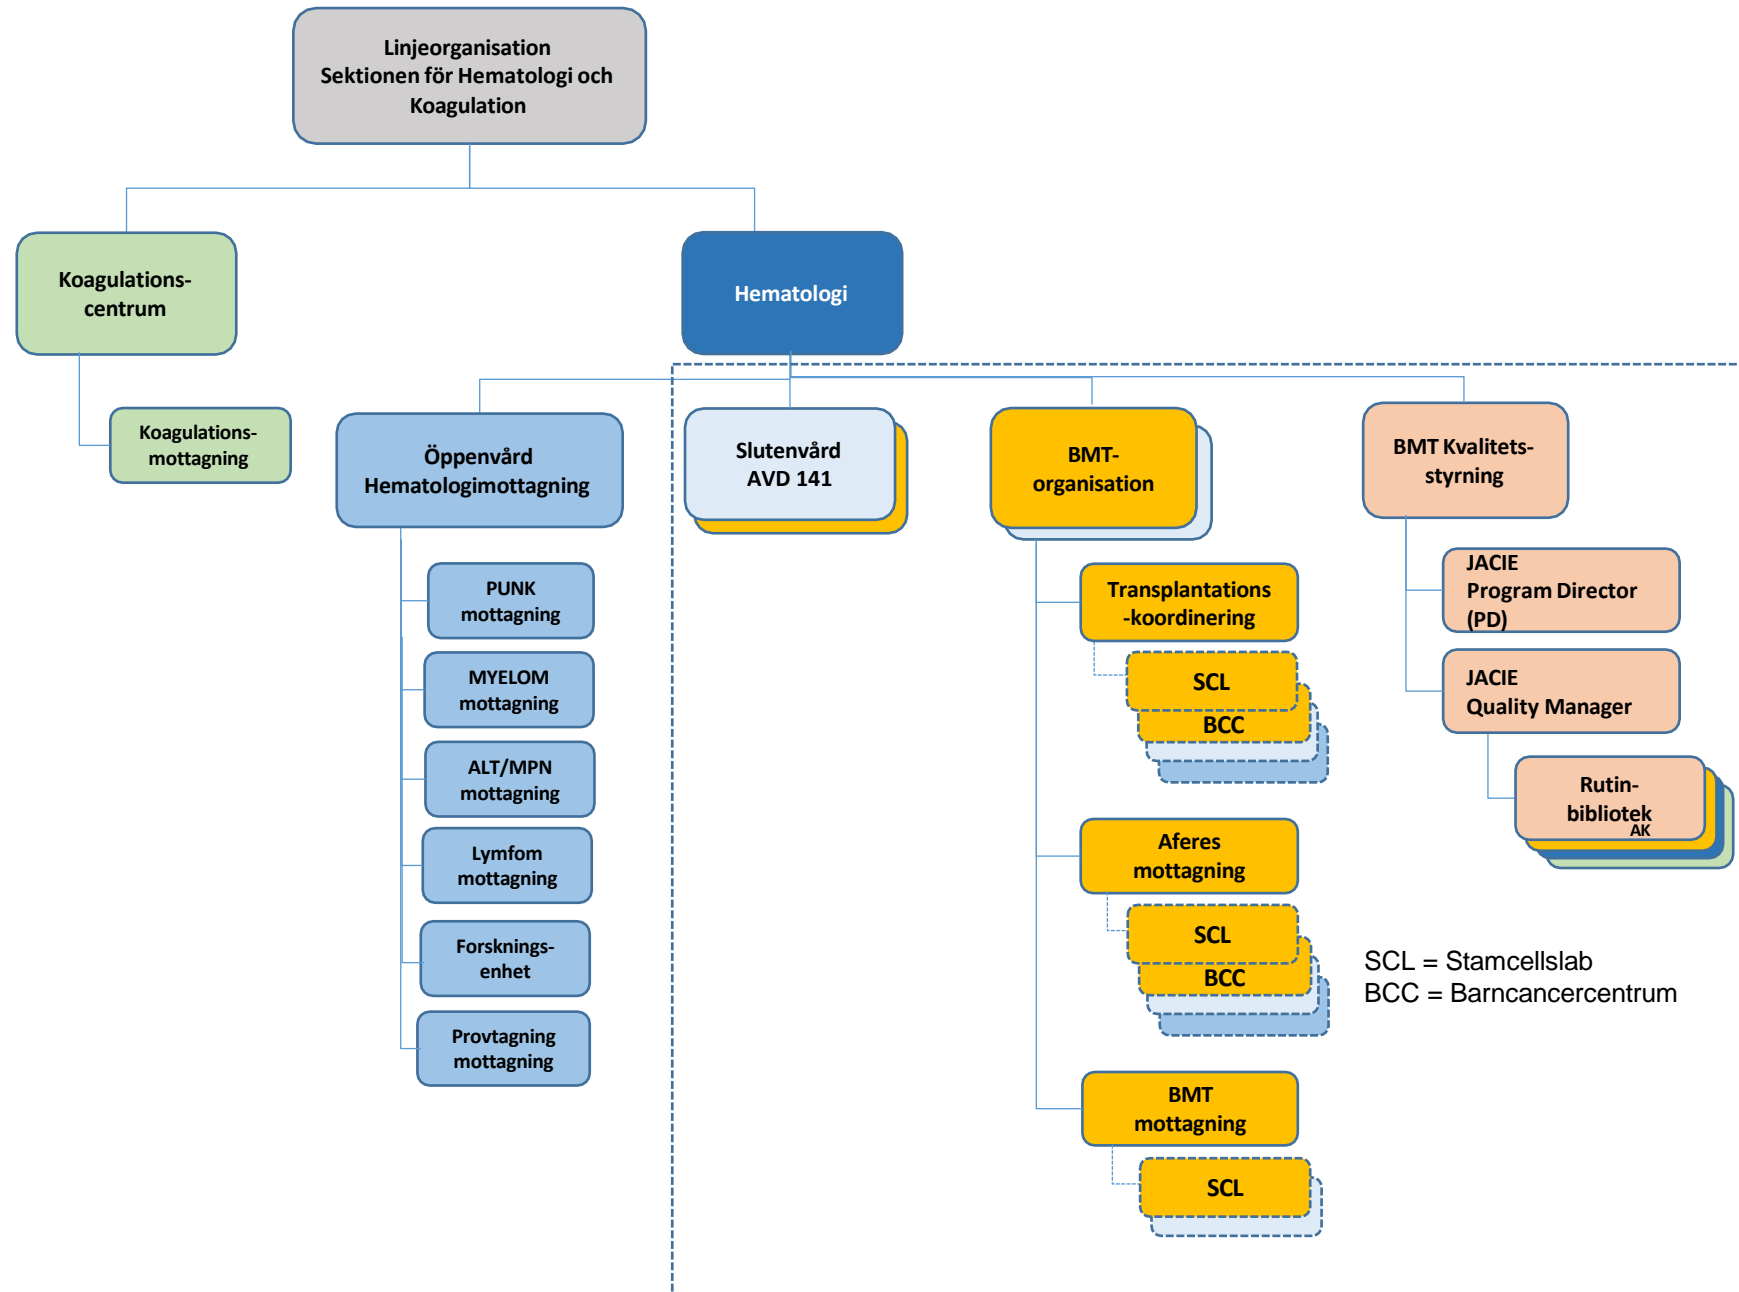 Linjeorganisation
Sektionen för Hematologi och
Koagulation
Koagulations-
centrum
Hematologi
Koagulations-
mottagning
Öppenvård
Hematologimottagning
Slutenvård
AVD 141
BMT-
organisation
BMT Kvalitets-
styrning
PUNK
mottagning
MYELOM
mottagning
ALT/MPN
mottagning
Lymfom
mottagning
Forsknings-
enhet
Provtagning
mottagning
Transplantations
-koordinering
SCL
BCC
Aferes
mottagning
SCL
BCC
BMT
mottagning
SCL
JACIE
Program Director
(PD)
JACIE
Quality Manager
Rutin-
bibliotek
AK
SCL = Stamcellslab
BCC = Barncancercentrum